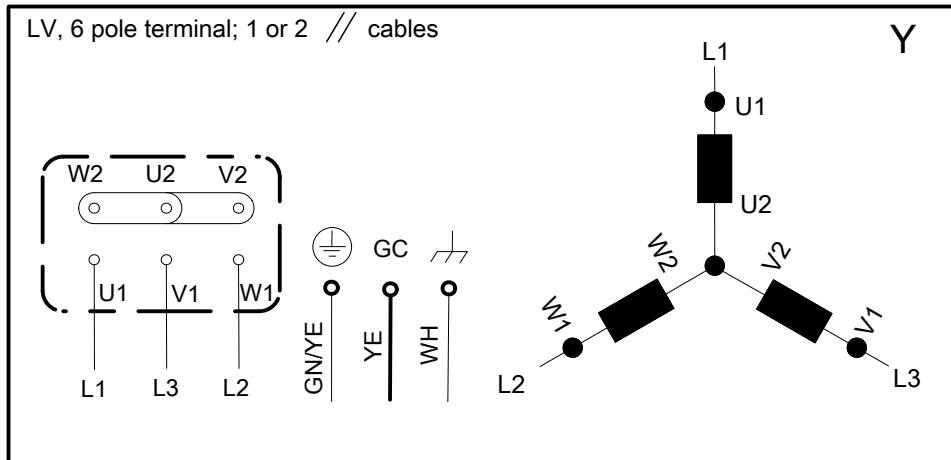 LV, 6 pole terminal; 1 or 2 // cables
Y
W2 U2 V2
U1 V1 W1
L1 L3 L2
GC
GN/YE
YE
WH
L1
U1
U2
W2
V2
W1
V1
L2
L3